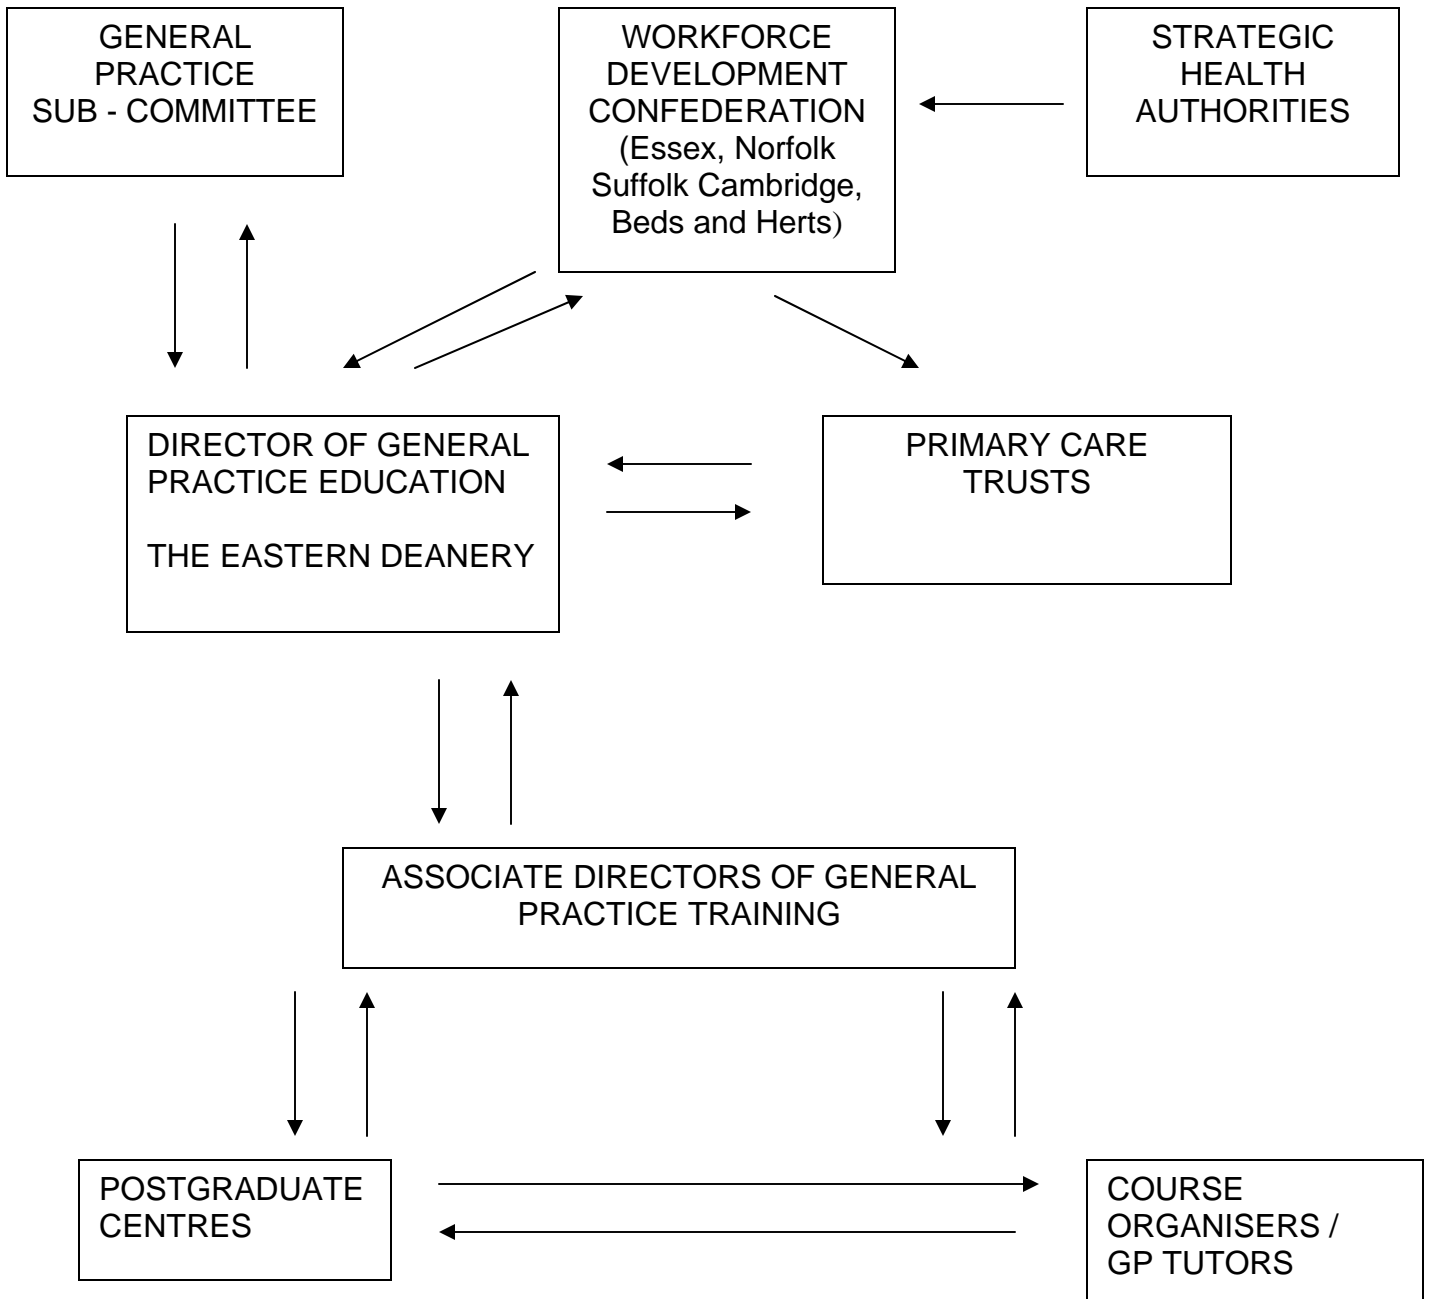 GENERAL
PRACTICE
SUB - COMMITTEE
WORKFORCE
DEVELOPMENT
CONFEDERATION
(Essex, Norfolk
Suffolk Cambridge,
Beds and Herts)
STRATEGIC
HEALTH
AUTHORITIES
DIRECTOR OF GENERAL
PRACTICE EDUCATION
THE EASTERN DEANERY
PRIMARY CARE
TRUSTS
ASSOCIATE DIRECTORS OF GENERAL
PRACTICE TRAINING
POSTGRADUATE
CENTRES
COURSE
ORGANISERS /
GP TUTORS